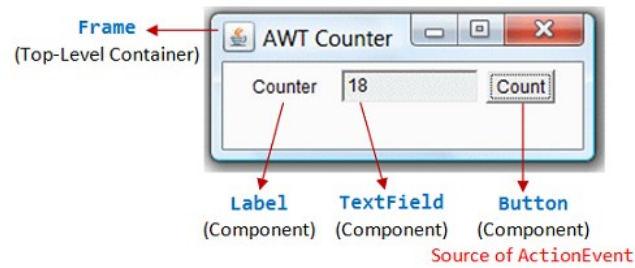 Frame
(Top-Level Container)
AWT Counter
Counter 18 Count
Label TextField Button
(Component) (Component) (Component)
Source of ActionEvent